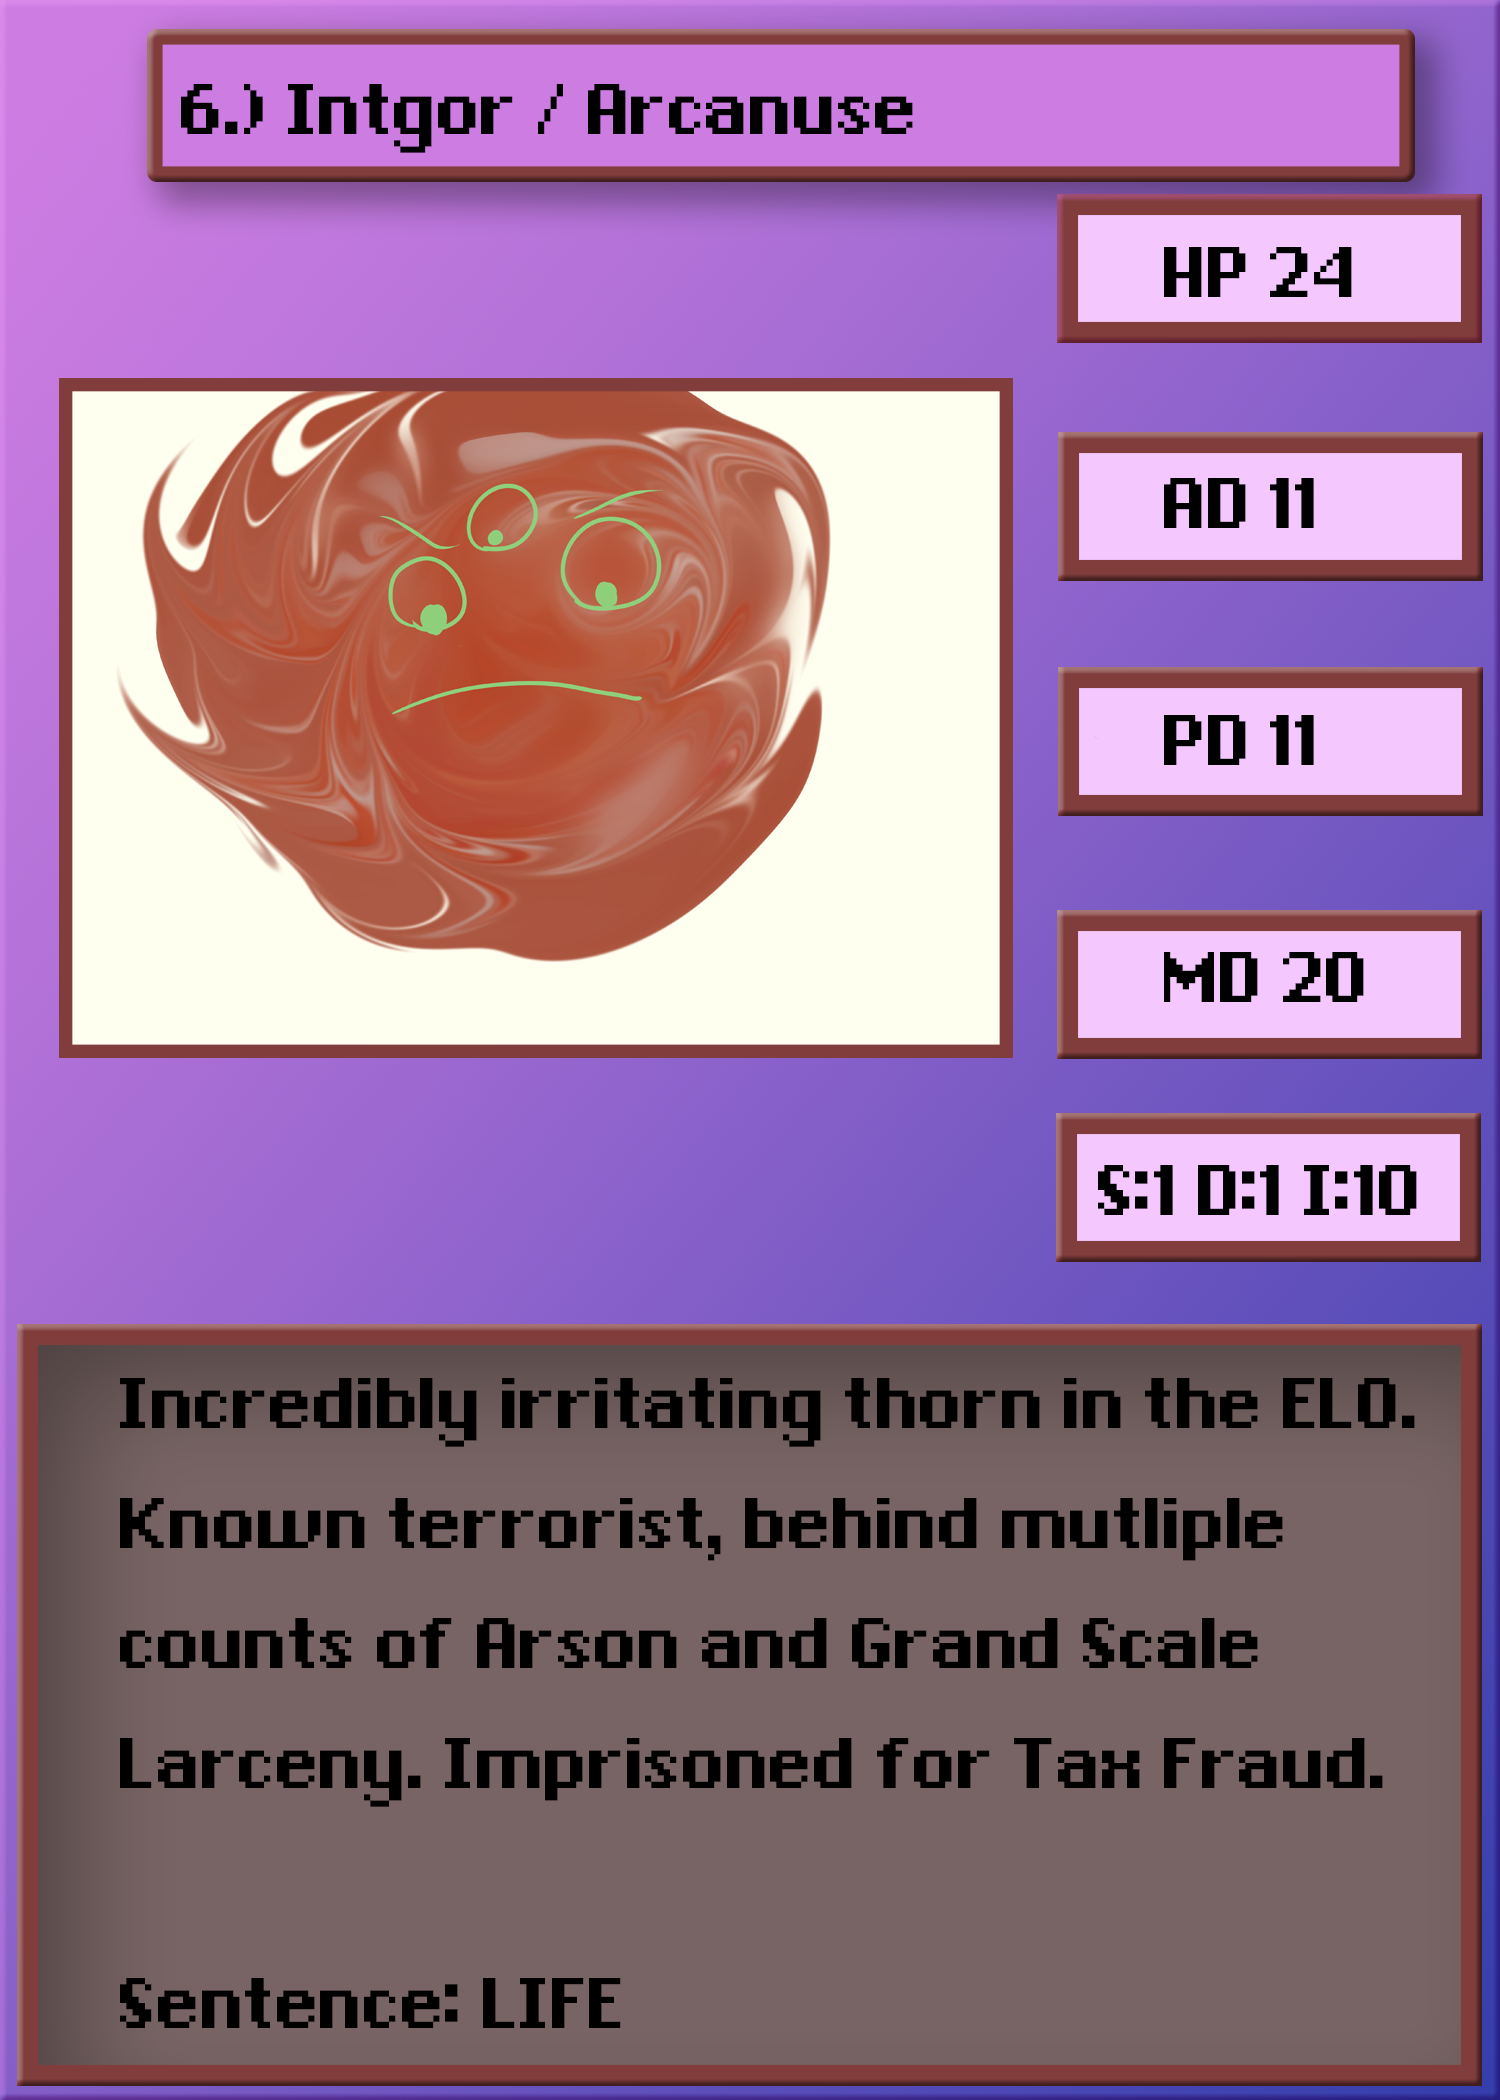 6.) Intgor / Arcanuse
HP 24
AD 11
PD 11
MD 20
S:1 D:1 I:10
Incredibly irritating thorn in the ELO.
Known terrorist, behind mutliple
counts of Arson and Grand Scale
Larceny. Imprisoned for Tax Fraud.
Sentence: LIFE